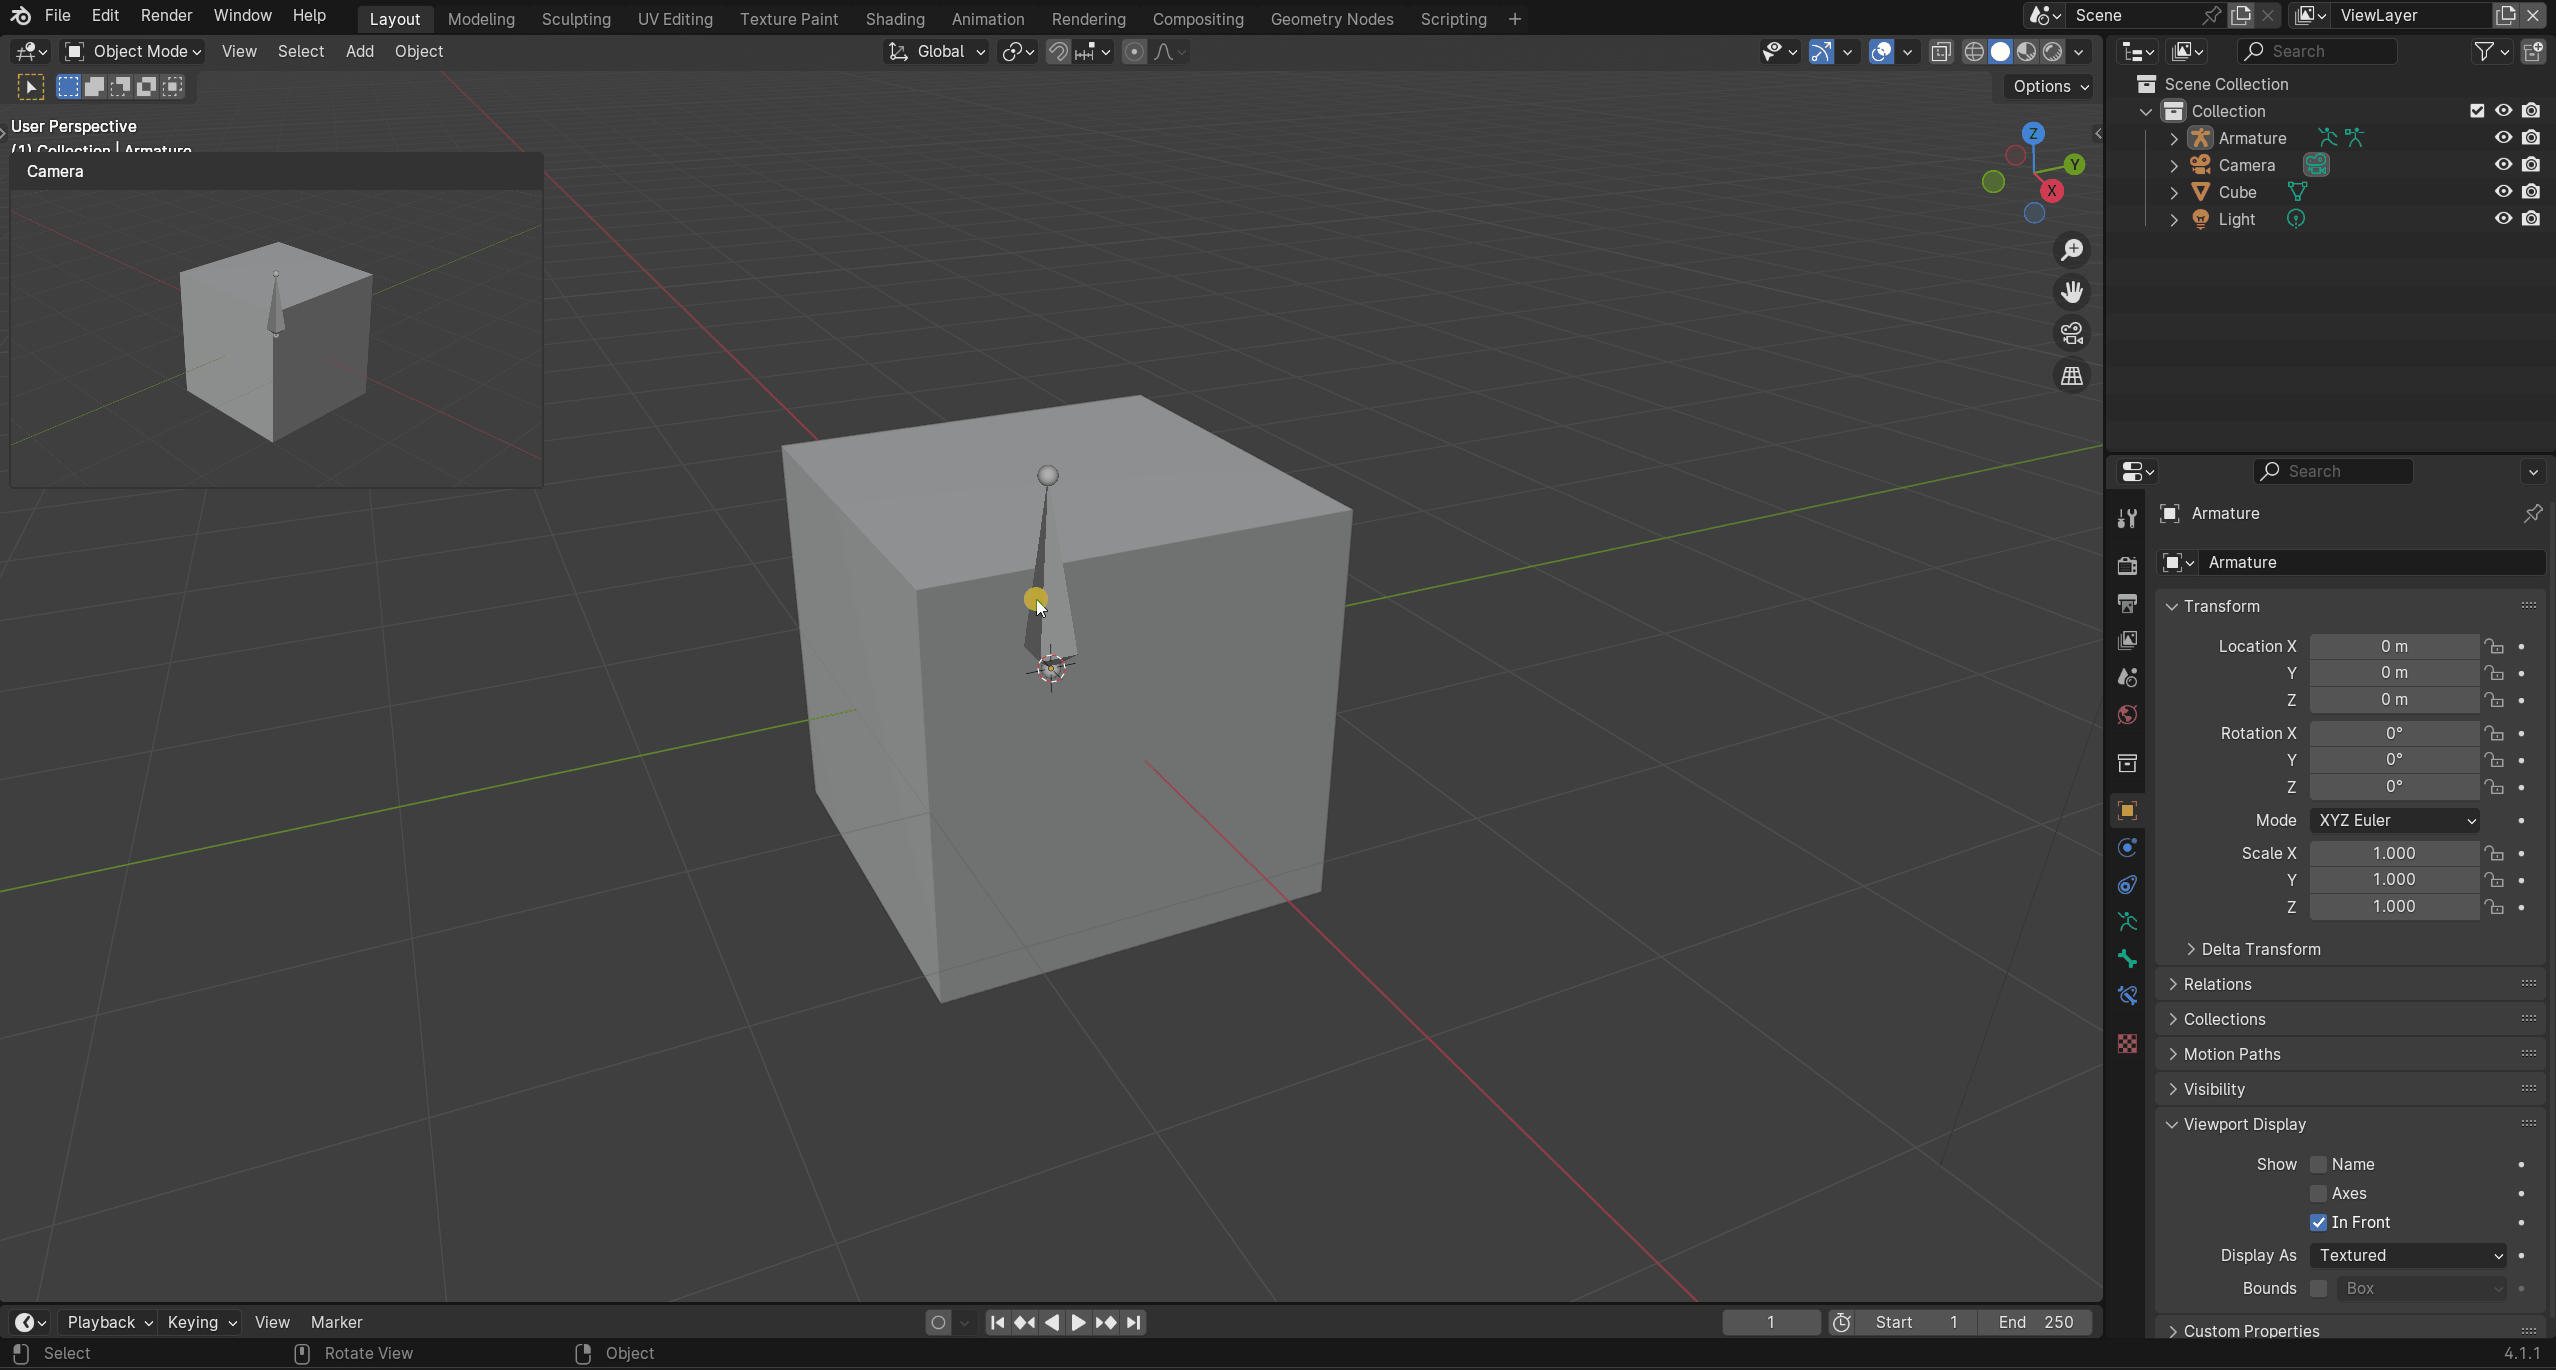 File Edit Render Window Help Layout Modeling Sculpting UV Editing Texture Paint Shading Animation Rendering Compositing Geometry Nodes Scripting + Scene ViewLayer
Object Mode View Select Add Object Global Search
Options
User Perspective
(1) Collection | Armature
Camera
Z
Y
X
Scene Collection
Collection
Armature
Camera
Cube
Light
Search
Armature
Armature
Transform
Location X 0 m
Y 0 m
Z 0 m
Rotation X 0°
Y 0°
Z 0°
Mode XYZ Euler
Scale X 1.000
Y 1.000
Z 1.000
Delta Transform
Relations
Collections
Motion Paths
Visibility
Viewport Display
Show Name
Axes
In Front
Display As Textured
Bounds Box
Custom Properties
Playback Keying View Marker 1 Start 1 End 250
Select Rotate View Object 4.1.1